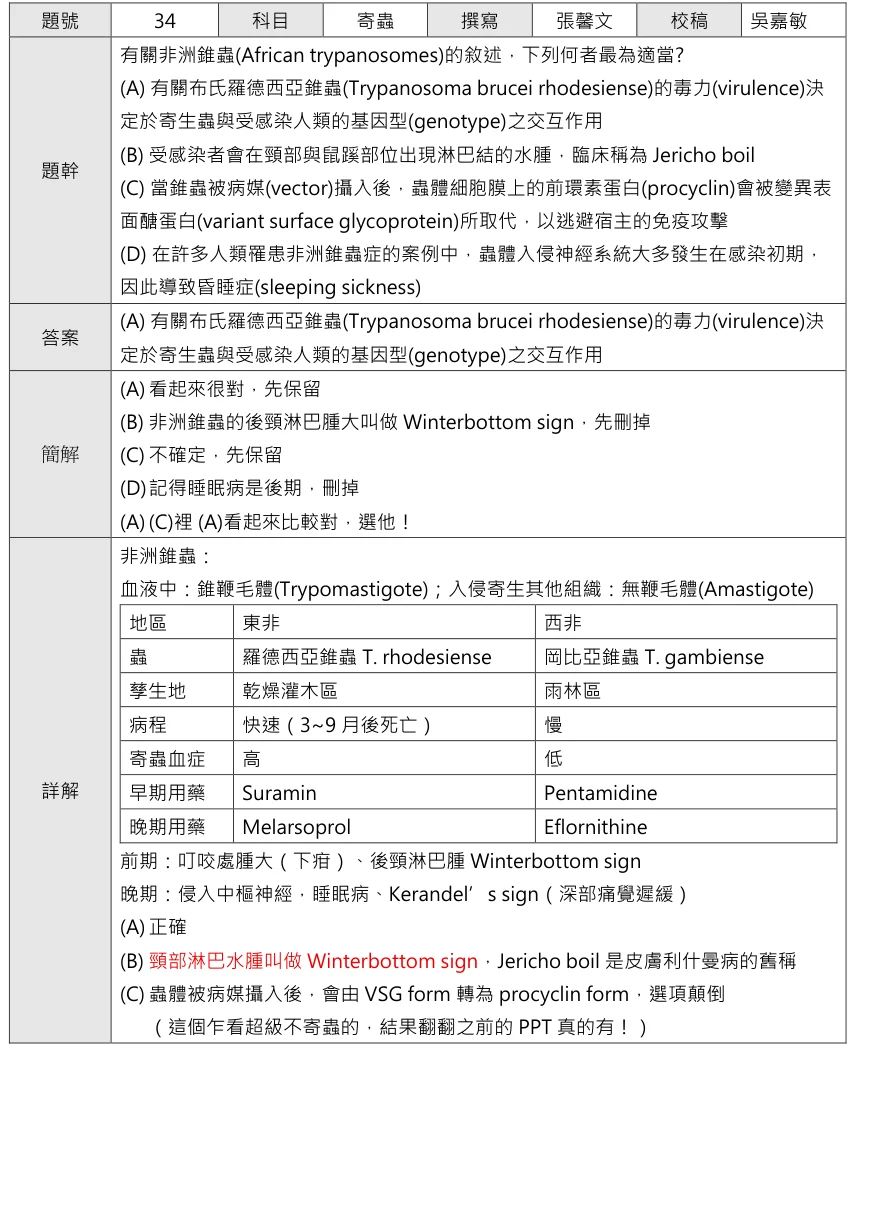 題號 34 科目 寄蟲 撰寫 張馨文 校稿 吳嘉敏
題幹
有關非洲錐蟲(African trypanosomes)的敘述，下列何者最為適當?
(A) 有關布氏羅德西亞錐蟲(Trypanosoma brucei rhodesiense)的毒力(virulence)決
定於寄生蟲與受感染人類的基因型(genotype)之交互作用
(B) 受感染者會在頸部與鼠蹊部位出現淋巴結的水腫，臨床稱為 Jericho boil
(C) 當錐蟲被病媒(vector)攝入後，蟲體細胞膜上的前環素蛋白(procyclin)會被變異表
面醣蛋白(variant surface glycoprotein)所取代，以逃避宿主的免疫攻擊
(D) 在許多人類罹患非洲錐蟲症的案例中，蟲體入侵神經系統大多發生在感染初期，
因此導致昏睡症(sleeping sickness)
答案
(A) 有關布氏羅德西亞錐蟲(Trypanosoma brucei rhodesiense)的毒力(virulence)決
定於寄生蟲與受感染人類的基因型(genotype)之交互作用
簡解
(A) 看起來很對，先保留
(B) 非洲錐蟲的後頸淋巴腫大叫做 Winterbottom sign，先刪掉
(C) 不確定，先保留
(D) 記得睡眠病是後期，刪掉
(A) (C)裡 (A)看起來比較對，選他！
詳解
非洲錐蟲：
血液中：錐鞭毛體(Trypomastigote)；入侵寄生其他組織：無鞭毛體(Amastigote)
地區 東非 西非
蟲 羅德西亞錐蟲 T. rhodesiense 岡比亞錐蟲 T. gambiense
孳生地 乾燥灌木區 雨林區
病程 快速（3~9 月後死亡） 慢
寄蟲血症 高 低
早期用藥 Suramin Pentamidine
晚期用藥 Melarsoprol Eflornithine
前期：叮咬處腫大（下疳）、後頸淋巴腫 Winterbottom sign
晚期：侵入中樞神經，睡眠病、Kerandel’s sign（深部痛覺遲緩）
(A) 正確
(B) 頸部淋巴水腫叫做 Winterbottom sign，Jericho boil 是皮膚利什曼病的舊稱
(C) 蟲體被病媒攝入後，會由 VSG form 轉為 procyclin form，選項顛倒
（這個乍看超級不寄蟲的，結果翻翻之前的 PPT 真的有！）